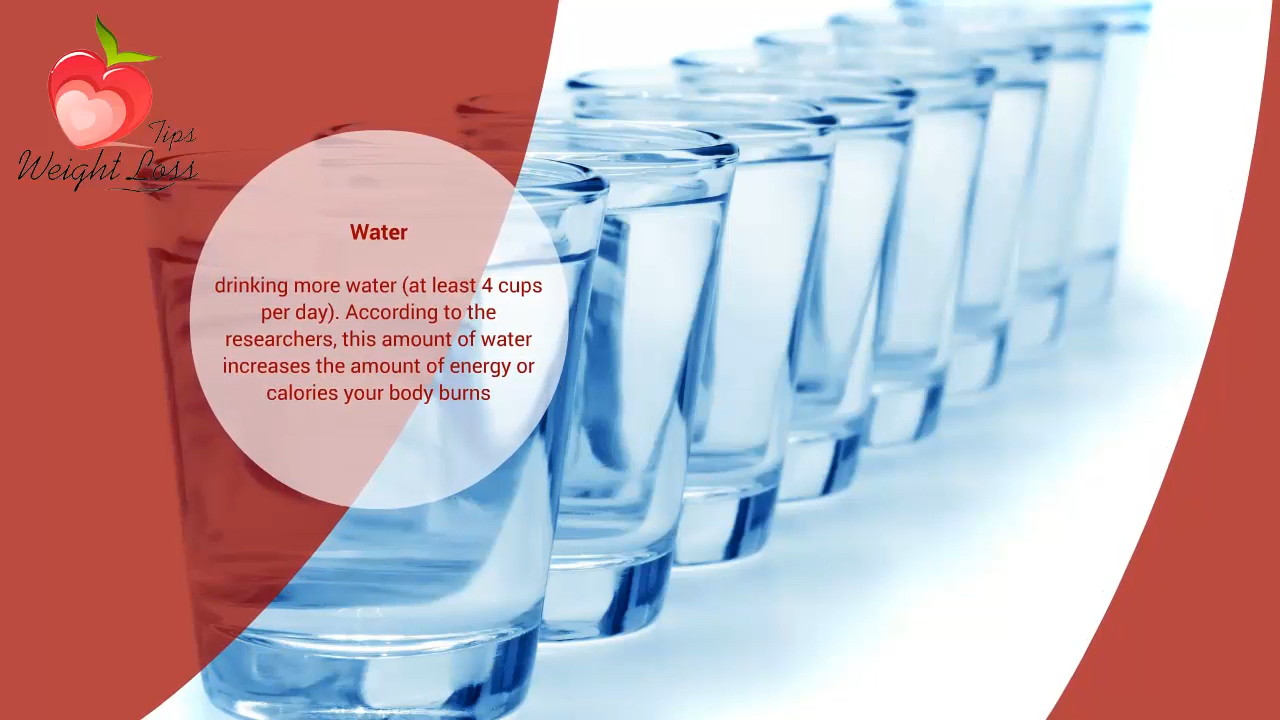 Tips
Weight Loss
Water
drinking more water (at least 4 cups
per day). According to the
researchers, this amount of water
increases the amount of energy or
calories your body burns